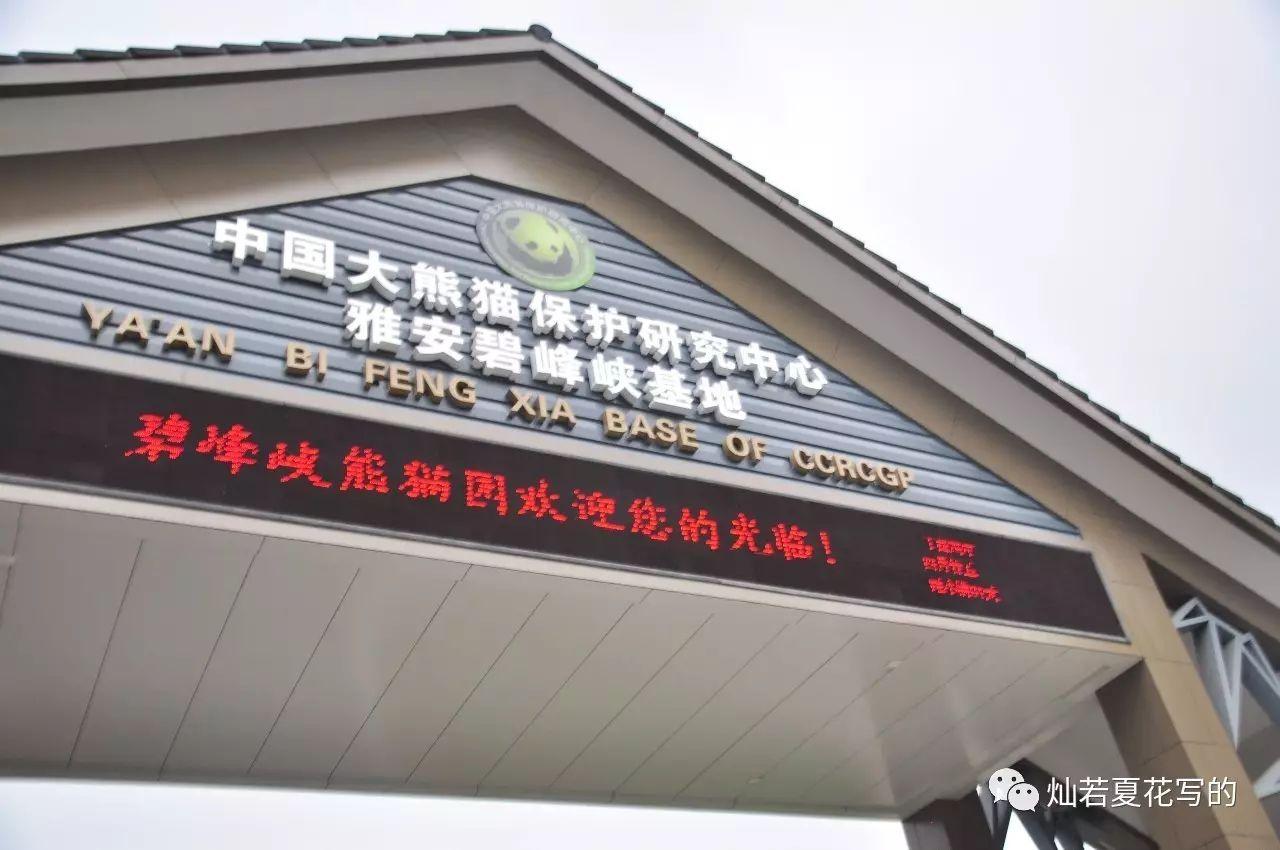 中国大熊猫保护研究中心
雅安碧峰峡基地
YA'AN BI FENG XIA BASE OF CCRCGP
碧峰峡熊猫园欢迎您的光临!
灿若夏花写的